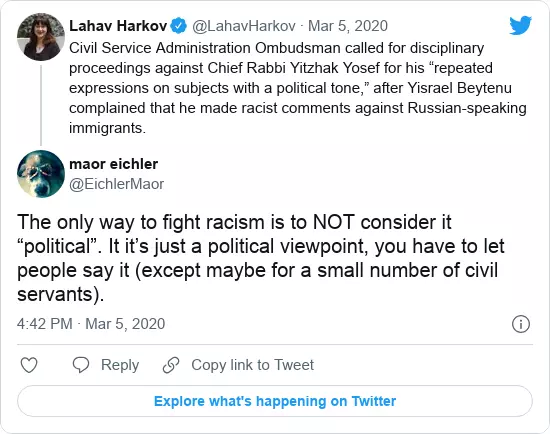 Lahav Harkov @LahavHarkov · Mar 5, 2020
Civil Service Administration Ombudsman called for disciplinary
proceedings against Chief Rabbi Yitzhak Yosef for his “repeated
expressions on subjects with a political tone,” after Yisrael Beytenu
complained that he made racist comments against Russian-speaking
immigrants.
maor eichler
@EichlerMaor
The only way to fight racism is to NOT consider it
“political”. It it’s just a political viewpoint, you have to let
people say it (except maybe for a small number of civil
servants).
4:42 PM · Mar 5, 2020
Reply Copy link to Tweet
Explore what's happening on Twitter